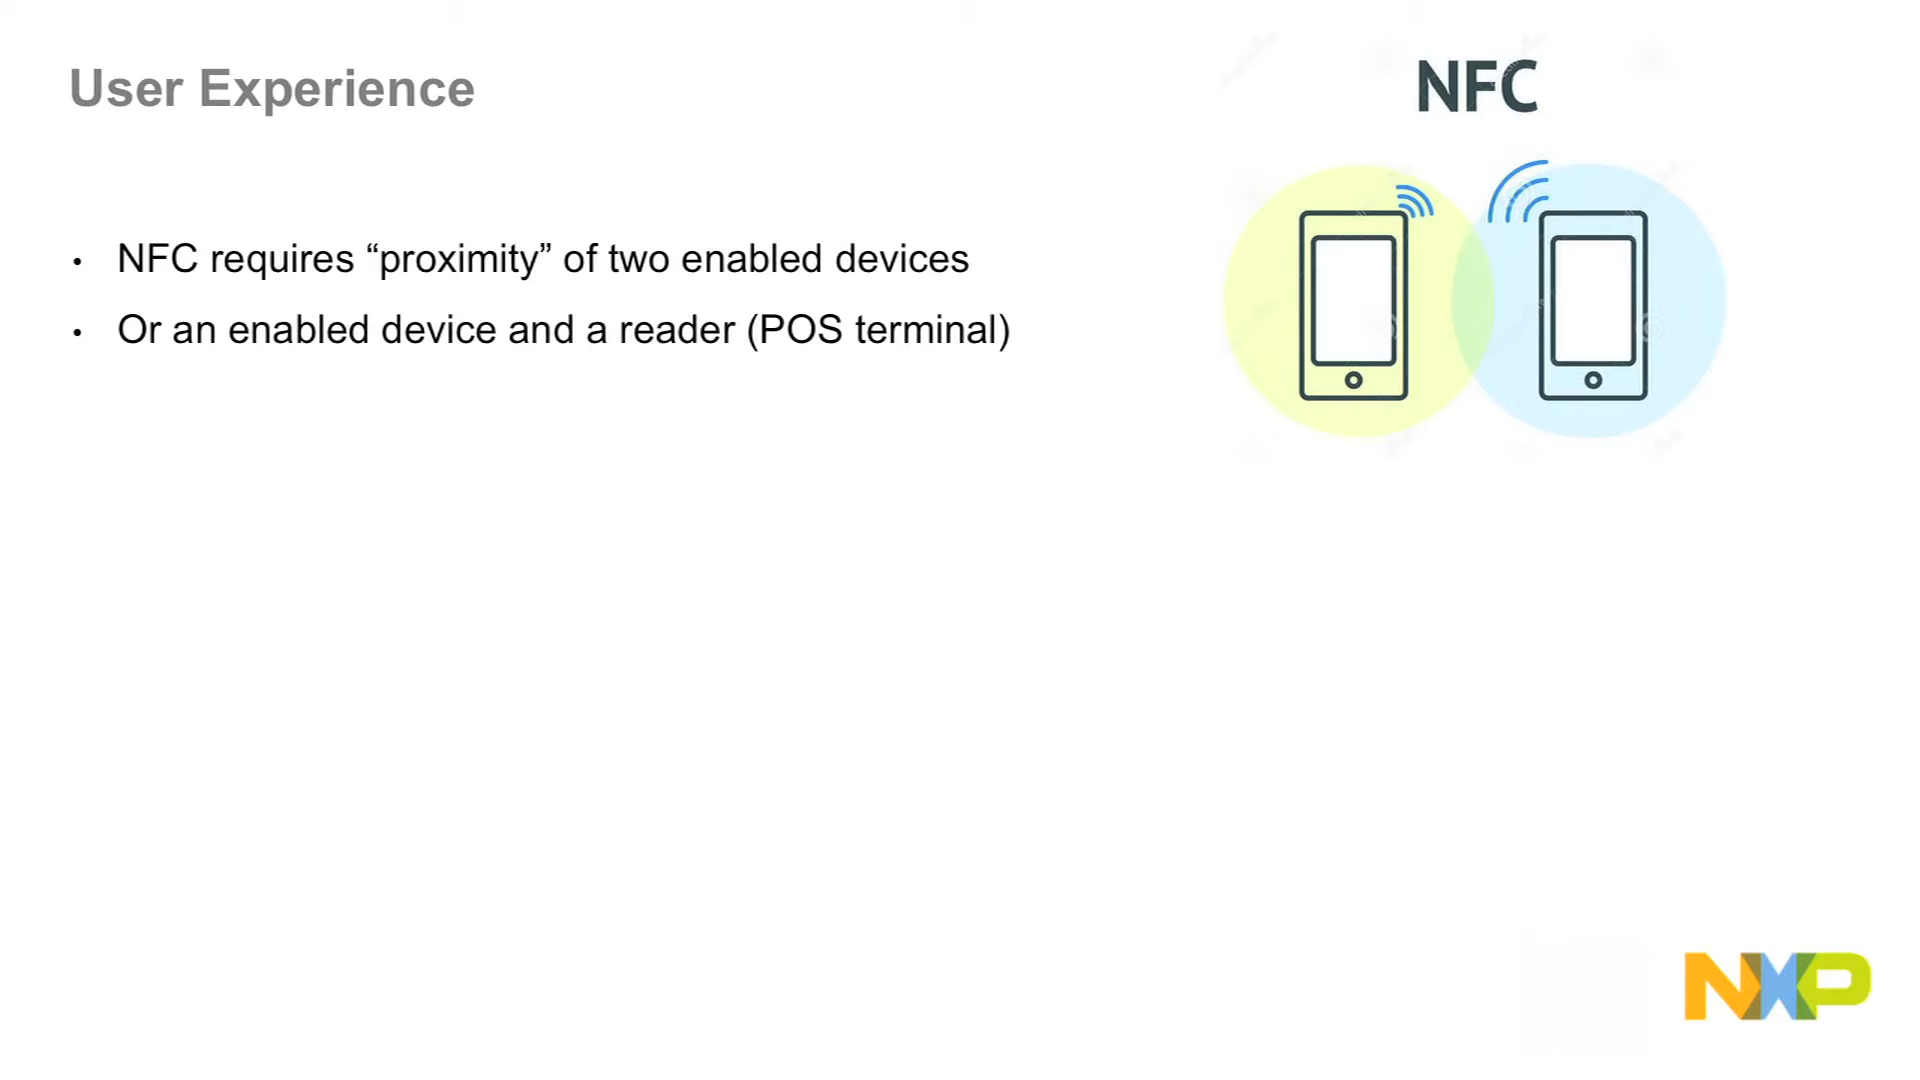 User Experience
NFC
• NFC requires “proximity” of two enabled devices
• Or an enabled device and a reader (POS terminal)
NXP